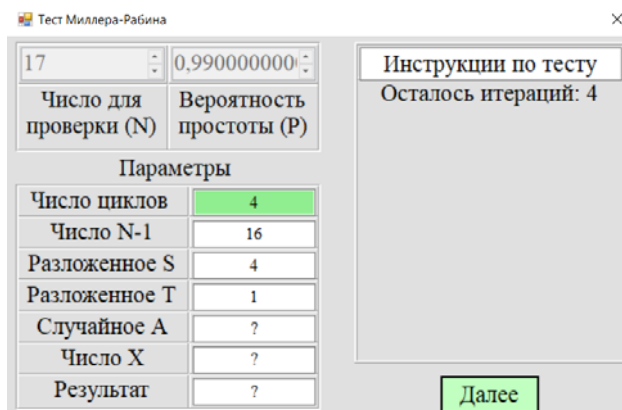 Тест Миллера-Рабина
17
0,990000000
Число для
проверки (N)
Вероятность
простоты (P)
Параметры
Число циклов 4
Число N-1 16
Разложенное S 4
Разложенное T 1
Случайное A ?
Число X ?
Результат ?
Инструкции по тесту
Осталось итераций: 4
Далее